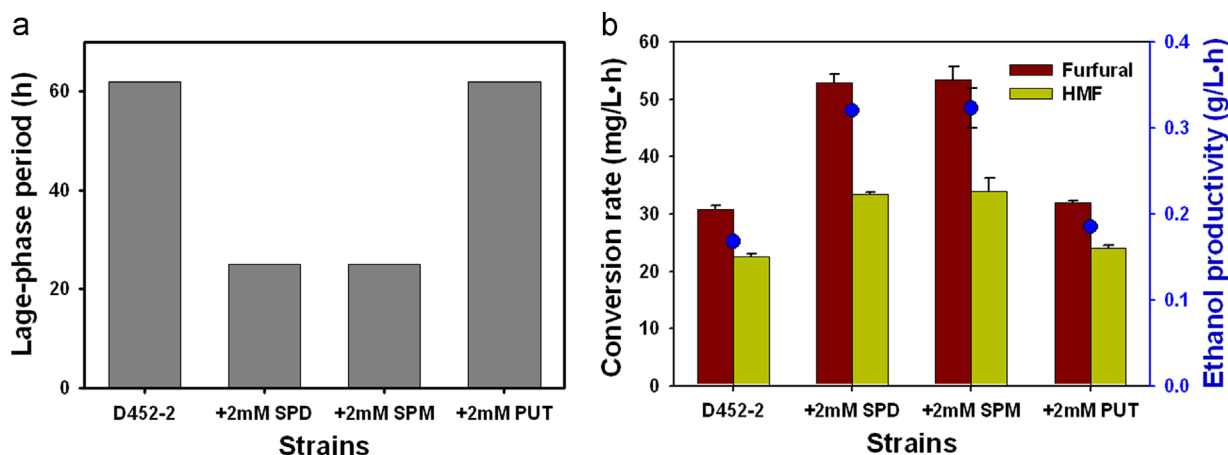 a
Lage-phase period (h)
60
40
20
0
D452-2 +2mM SPD +2mM SPM +2mM PUT
Strains
b
Conversion rate (mg/L•h)
60
50
40
30
20
10
0
Furfural
HMF
0.4
0.3
0.2
0.1
0.0
Ethanol productivity (g/L•h)
D452-2 +2mM SPD +2mM SPM +2mM PUT
Strains